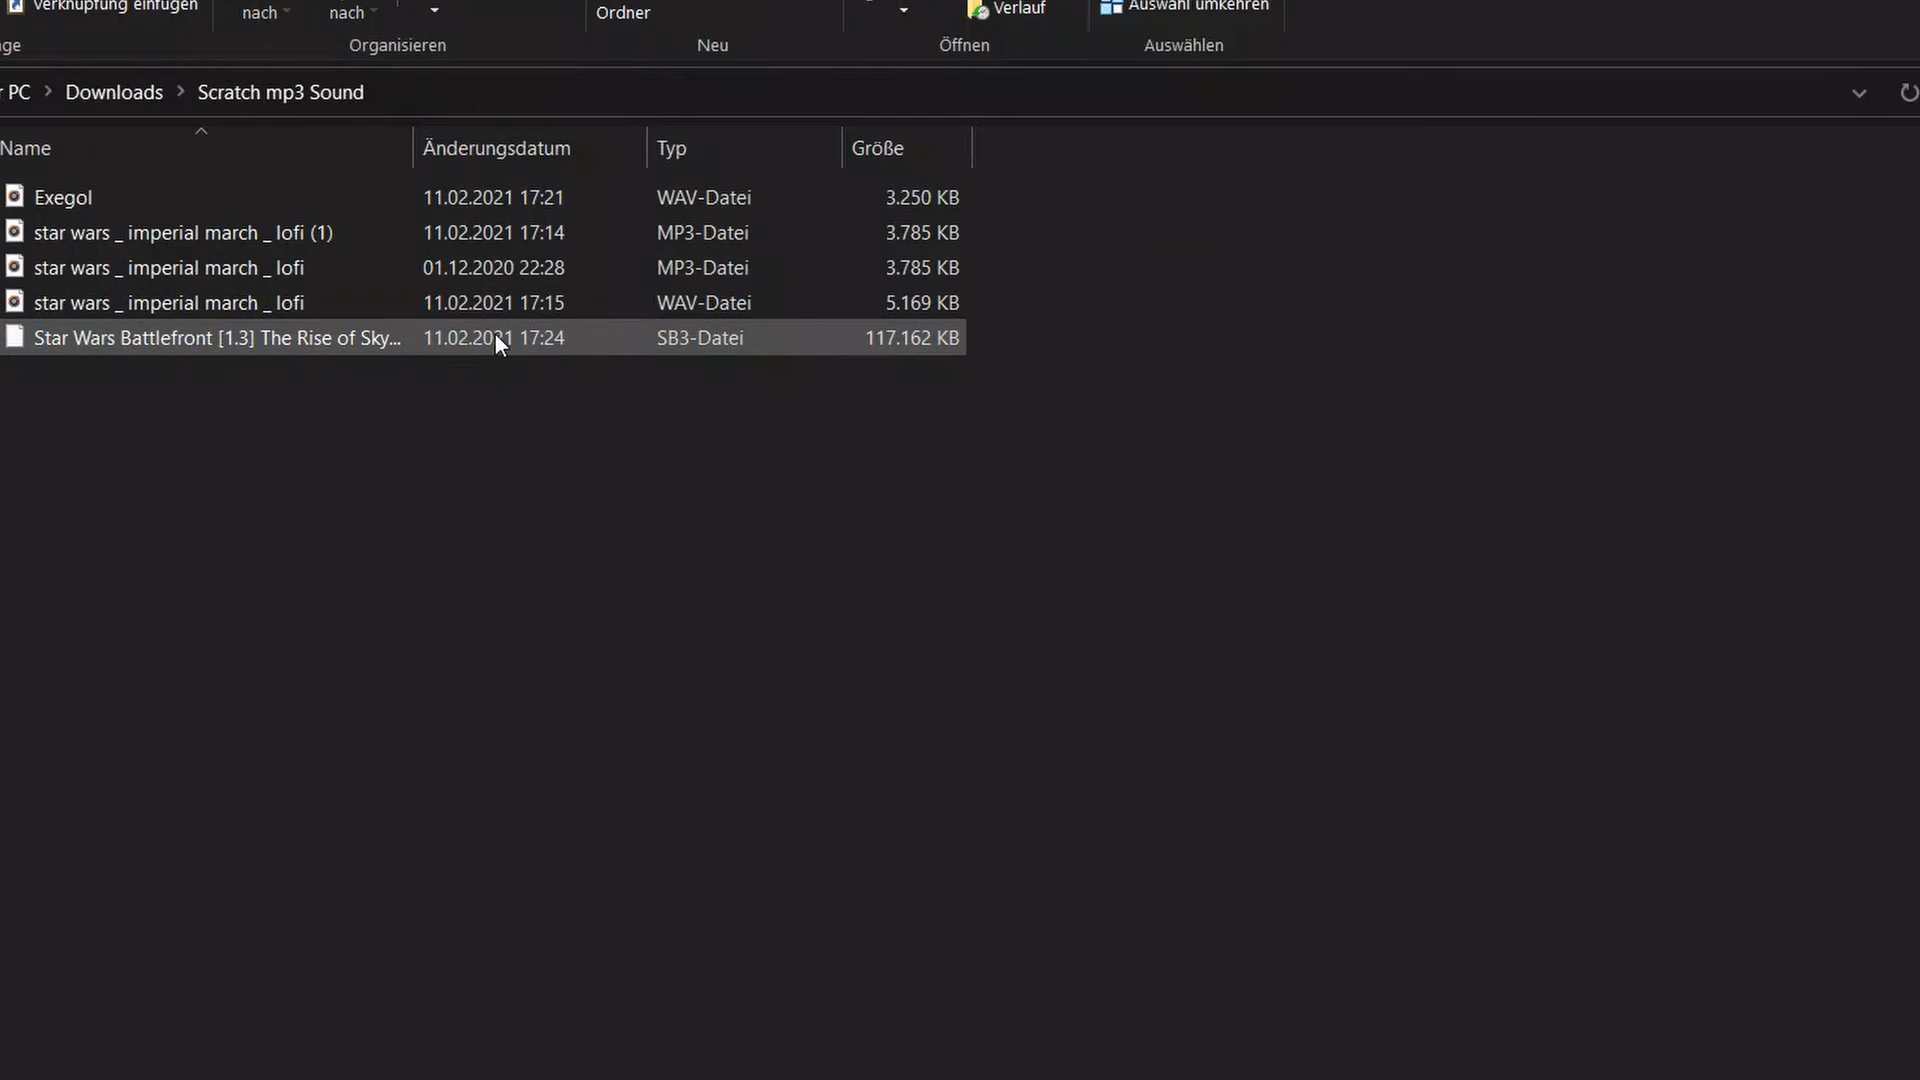 Verknüpfung einfügen
nach nach Ordner Verlauf Auswahl umkehren
ge Organisieren Neu Öffnen Auswählen
r PC Downloads Scratch mp3 Sound
Name Änderungsdatum Typ Größe
Exegol 11.02.2021 17:21 WAV-Datei 3.250 KB
star wars _ imperial march _ lofi (1) 11.02.2021 17:14 MP3-Datei 3.785 KB
star wars _ imperial march _ lofi 01.12.2020 22:28 MP3-Datei 3.785 KB
star wars _ imperial march _ lofi 11.02.2021 17:15 WAV-Datei 5.169 KB
Star Wars Battlefront [1.3] The Rise of Sky... 11.02.2021 17:24 SB3-Datei 117.162 KB